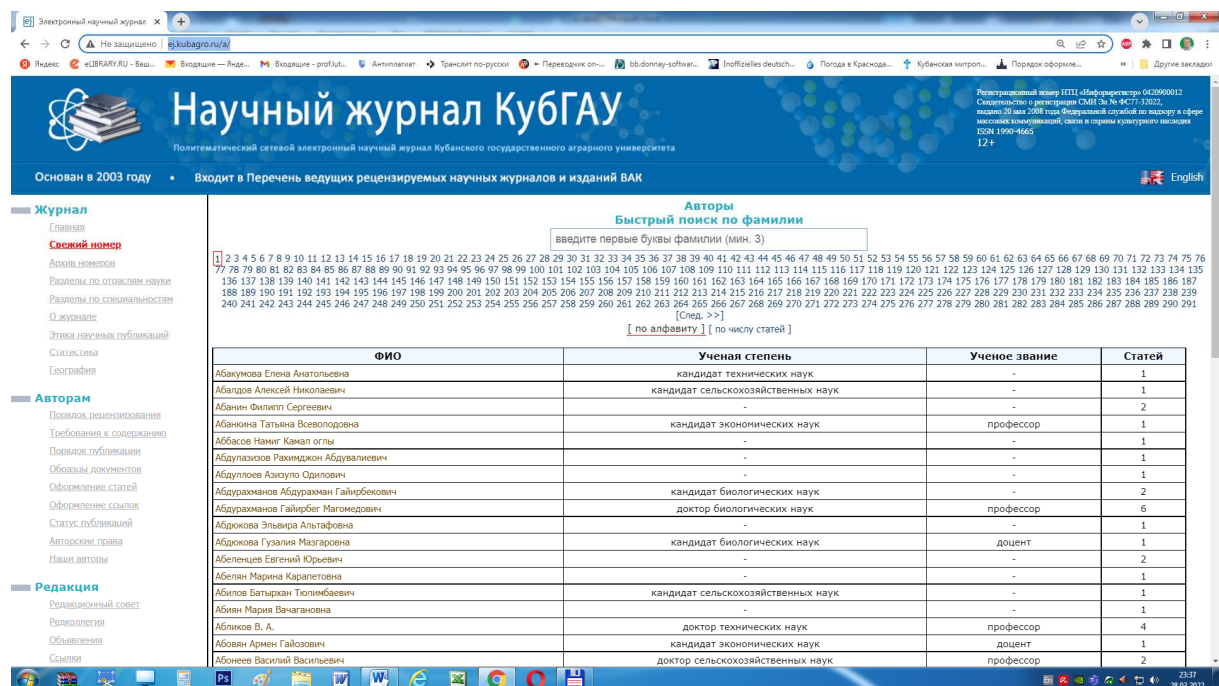 Электронный научный журнал
Не защищено | ej.kubagro.ru/a/
Яндекс eLIBRARY.RU - Ваш... Входящие — Янде... Входящие - prof.lut... Антиплагиат Транслит по-русски ← Переводчик on-... bb.donnay-softwar... Inoffizielles deutsch... Погода в Краснода... Кубанская митроп... Порядок оформле... » Другие закладки
Научный журнал КубГАУ
Политематический сетевой электронный научный журнал Кубанского государственного аграрного университета
Регистрационный номер НТЦ «Информрегистр» 0420900012
Свидетельство о регистрации СМИ Эл № ФС77-32022,
выдано 20 мая 2008 года Федеральной службой по надзору в сфере
массовых коммуникаций, связи и охраны культурного наследия
ISSN 1990-4665
12+
Основан в 2003 году • Входит в Перечень ведущих рецензируемых научных журналов и изданий ВАК
English
Журнал
Главная
Свежий номер
Архив номеров
Разделы по отраслям науки
Разделы по специальностям
О журнале
Этика научных публикаций
Статистика
География
Авторам
Порядок рецензирования
Требования к содержанию
Порядок публикации
Образцы документов
Оформление статей
Оформление ссылок
Статус публикаций
Авторские права
Наши авторы
Редакция
Редакционный совет
Редколлегия
Объявления
Ссылки
Авторы
Быстрый поиск по фамилии
введите первые буквы фамилии (мин. 3)
1 2 3 4 5 6 7 8 9 10 11 12 13 14 15 16 17 18 19 20 21 22 23 24 25 26 27 28 29 30 31 32 33 34 35 36 37 38 39 40 41 42 43 44 45 46 47 48 49 50 51 52 53 54 55 56 57 58 59 60 61 62 63 64 65 66 67 68 69 70 71 72 73 74 75 76
77 78 79 80 81 82 83 84 85 86 87 88 89 90 91 92 93 94 95 96 97 98 99 100 101 102 103 104 105 106 107 108 109 110 111 112 113 114 115 116 117 118 119 120 121 122 123 124 125 126 127 128 129 130 131 132 133 134 135
136 137 138 139 140 141 142 143 144 145 146 147 148 149 150 151 152 153 154 155 156 157 158 159 160 161 162 163 164 165 166 167 168 169 170 171 172 173 174 175 176 177 178 179 180 181 182 183 184 185 186 187
188 189 190 191 192 193 194 195 196 197 198 199 200 201 202 203 204 205 206 207 208 209 210 211 212 213 214 215 216 217 218 219 220 221 222 223 224 225 226 227 228 229 230 231 232 233 234 235 236 237 238 239
240 241 242 243 244 245 246 247 248 249 250 251 252 253 254 255 256 257 258 259 260 261 262 263 264 265 266 267 268 269 270 271 272 273 274 275 276 277 278 279 280 281 282 283 284 285 286 287 288 289 290 291
[След. >>]
[ по алфавиту ] [ по числу статей ]
ФИО Ученая степень Ученое звание Статей
Абакумова Елена Анатольевна кандидат технических наук - 1
Абалдов Алексей Николаевич кандидат сельскохозяйственных наук - 1
Абанин Филипп Сергеевич - - 2
Абанкина Татьяна Всеволодовна кандидат экономических наук профессор 1
Аббасов Намиг Камал оглы - - 1
Абдулазизов Рахимджон Абдувалиевич - - 1
Абдуллоев Азизуло Одилович - - 1
Абдурахманов Абдурахман Гайирбекович кандидат биологических наук - 2
Абдурахманов Гайирбег Магомедович доктор биологических наук профессор 6
Абдюкова Эльвира Альтафовна - - 1
Абдюкова Гузалия Мазгаровна кандидат биологических наук доцент 1
Абеленцев Евгений Юрьевич - - 2
Абелян Марина Карапетовна - - 1
Абилов Батырхан Тюлимбаевич кандидат сельскохозяйственных наук - 1
Абиян Мария Вачагановна - - 1
Абликов В. А. доктор технических наук профессор 4
Абовян Армен Гайозович кандидат экономических наук доцент 1
Абонеев Василий Васильевич доктор сельскохозяйственных наук профессор 2
23:37
28.03.2022